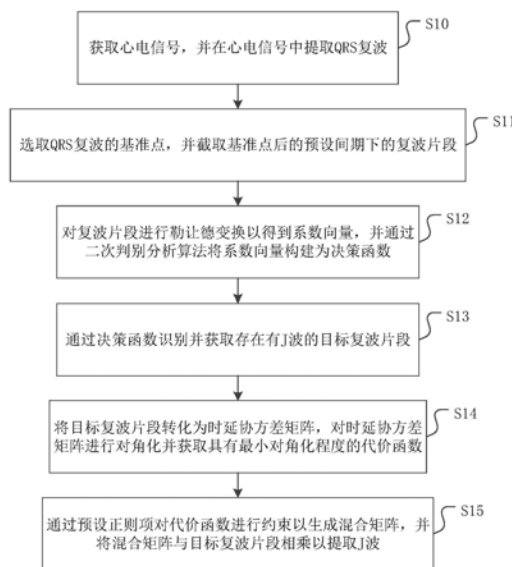 S10
获取心电信号，并在心电信号中提取QRS复波
S11
选取QRS复波的基准点，并截取基准点后的预设间期下的复波片段
S12
对复波片段进行勒让德变换以得到系数向量，并通过
二次判别分析算法将系数向量构建为决策函数
S13
通过决策函数识别并获取存在有J波的目标复波片段
S14
将目标复波片段转化为时延协方差矩阵，对时延协方差
矩阵进行对角化并获取具有最小对角化程度的代价函数
S15
通过预设正则项对代价函数进行约束以生成混合矩阵，并
将混合矩阵与目标复波片段相乘以提取J波